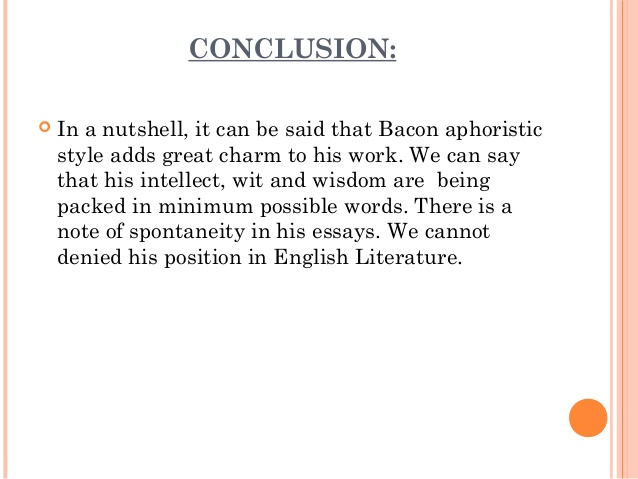 CONCLUSION:
In a nutshell, it can be said that Bacon aphoristic
style adds great charm to his work. We can say
that his intellect, wit and wisdom are being
packed in minimum possible words. There is a
note of spontaneity in his essays. We cannot
denied his position in English Literature.